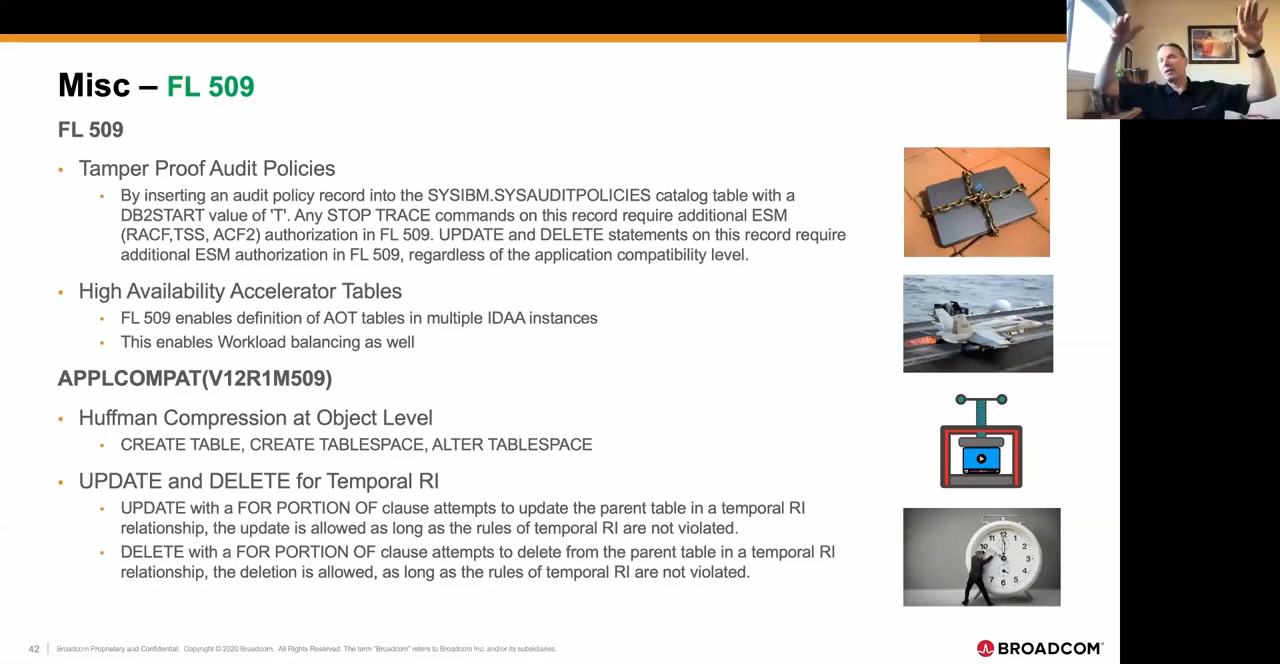 Misc – FL 509
FL 509
• Tamper Proof Audit Policies
• By inserting an audit policy record into the SYSIBM.SYSAUDITPOLICIES catalog table with a
DB2START value of 'T'. Any STOP TRACE commands on this record require additional ESM
(RACF,TSS, ACF2) authorization in FL 509. UPDATE and DELETE statements on this record require
additional ESM authorization in FL 509, regardless of the application compatibility level.
• High Availability Accelerator Tables
• FL 509 enables definition of AOT tables in multiple IDAA instances
• This enables Workload balancing as well
APPLCOMPAT(V12R1M509)
• Huffman Compression at Object Level
• CREATE TABLE, CREATE TABLESPACE, ALTER TABLESPACE
• UPDATE and DELETE for Temporal RI
• UPDATE with a FOR PORTION OF clause attempts to update the parent table in a temporal RI
relationship, the update is allowed as long as the rules of temporal RI are not violated.
• DELETE with a FOR PORTION OF clause attempts to delete from the parent table in a temporal RI
relationship, the deletion is allowed, as long as the rules of temporal RI are not violated.
42 Broadcom Proprietary and Confidential. Copyright © 2020 Broadcom. All Rights Reserved. The term "Broadcom" refers to Broadcom Inc. and/or its subsidiaries.
BROADCOM®